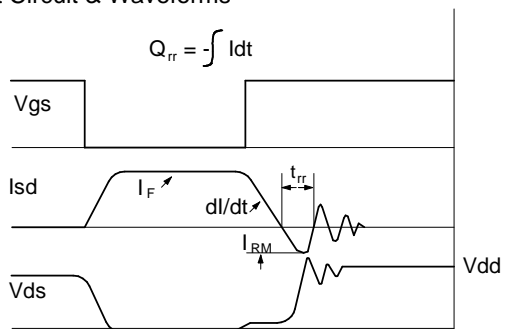 Circuit & Waveforms
Qrr = -∫ Idt
Vgs
Isd
IF
dI/dt
trr
IRM
Vds
Vdd